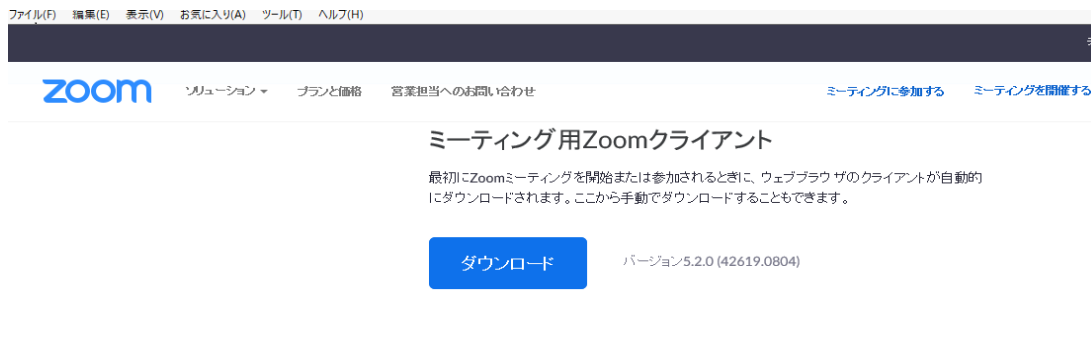 ファイル(F) 編集(E) 表示(V) お気に入り(A) ツール(T) ヘルプ(H)
zoom ソリューション プランと価格 営業担当へのお問い合わせ ミーティングに参加する ミーティングを開催する
ミーティング用Zoomクライアント
最初にZoomミーティングを開始または参加されるときに、ウェブブラウザのクライアントが自動的
にダウンロードされます。ここから手動でダウンロードすることもできます。
ダウンロード バージョン5.2.0 (42619.0804)